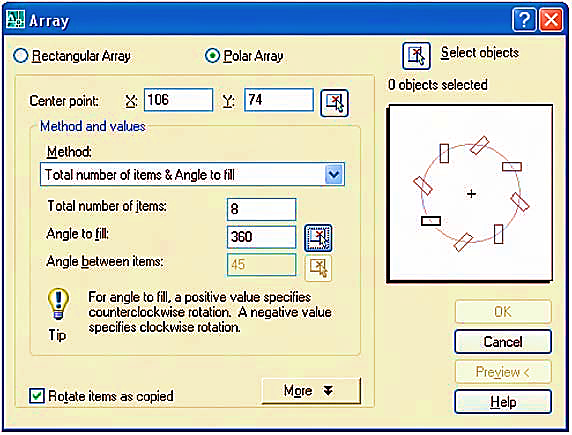 Array
Rectangular Array
Polar Array
Select objects
0 objects selected
Center point: X: 106 Y: 74
Method and values
Method:
Total number of items & Angle to fill
Total number of items: 8
Angle to fill: 360
Angle between items: 45
For angle to fill, a positive value specifies
counterclockwise rotation. A negative value
specifies clockwise rotation.
Tip
Rotate items as copied
More
OK
Cancel
Preview <
Help